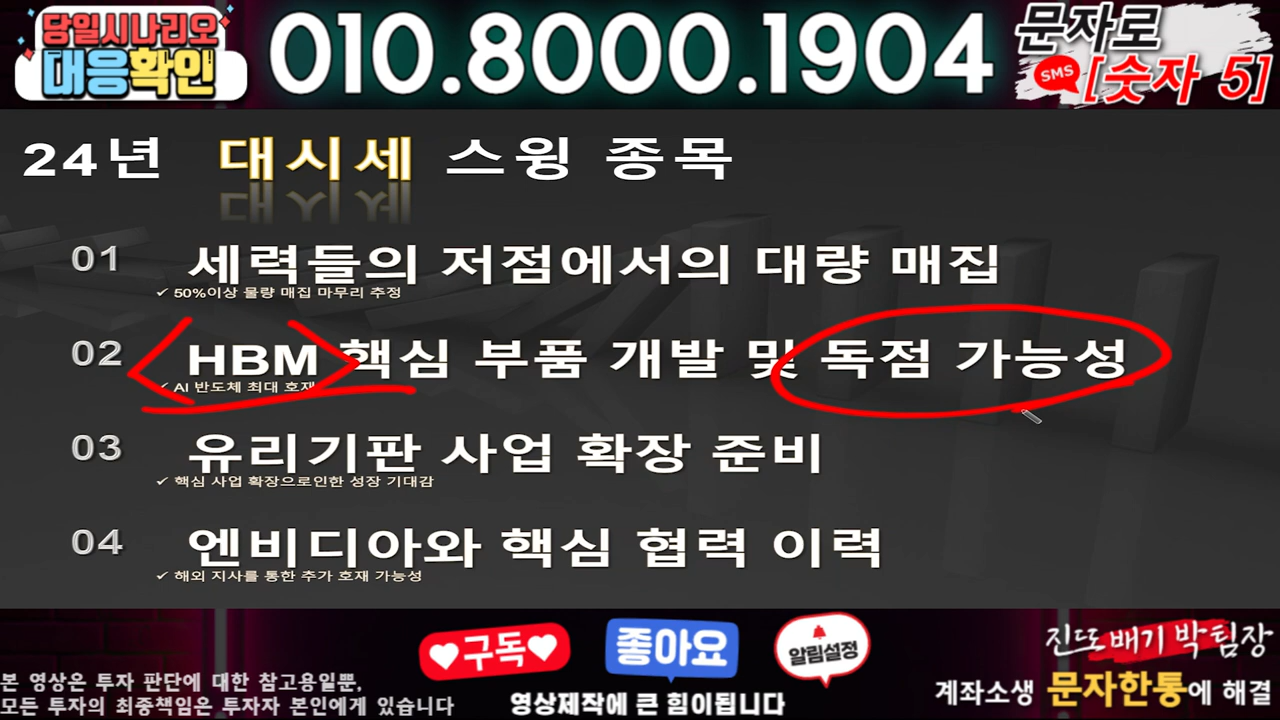 당일시나리오
대응확인
010.8000.1904
문자로
SMS
[숫자 5]
24년 대시세 스윙 종목
01 세력들의 저점에서의 대량 매집
✓ 50%이상 물량 매집 마무리 추정
02 HBM 핵심 부품 개발 및 독점 가능성
✓ AI 반도체 최대 호재
03 유리기판 사업 확장 준비
✓ 핵심 사업 확장으로인한 성장 기대감
04 엔비디아와 핵심 협력 이력
✓ 해외 지사를 통한 추가 호재 가능성
구독
좋아요
알림설정
영상제작에 큰 힘이됩니다
본 영상은 투자 판단에 대한 참고용일뿐,
모든 투자의 최종책임은 투자자 본인에게 있습니다
진또배기 박팀장
계좌소생 문자한통에 해결